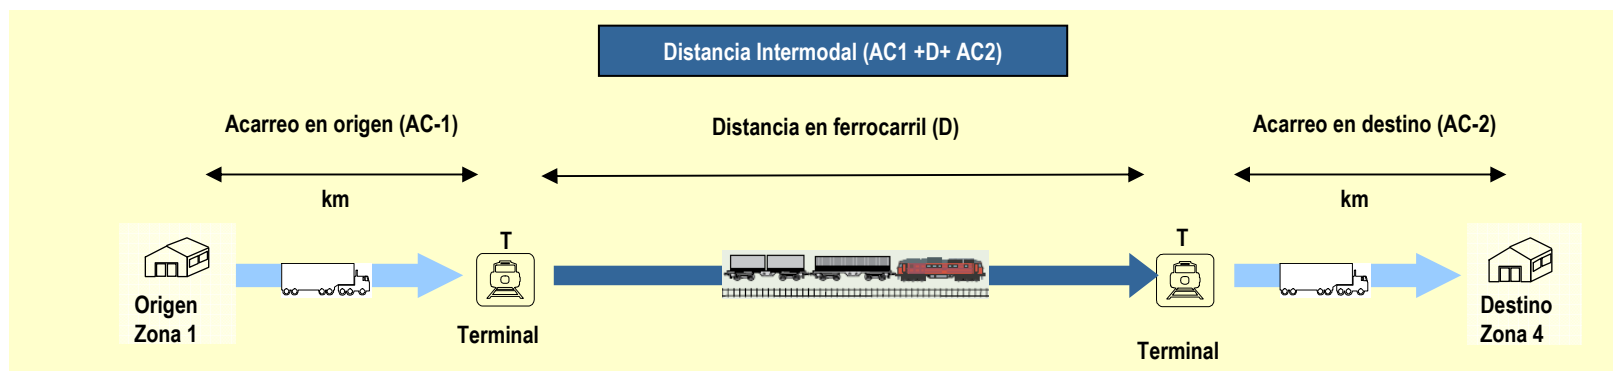 Distancia Intermodal (AC1 +D+ AC2)
Acarreo en origen (AC-1)
Distancia en ferrocarril (D)
Acarreo en destino (AC-2)
km
km
T
T
Origen
Zona 1
Terminal
Terminal
Destino
Zona 4